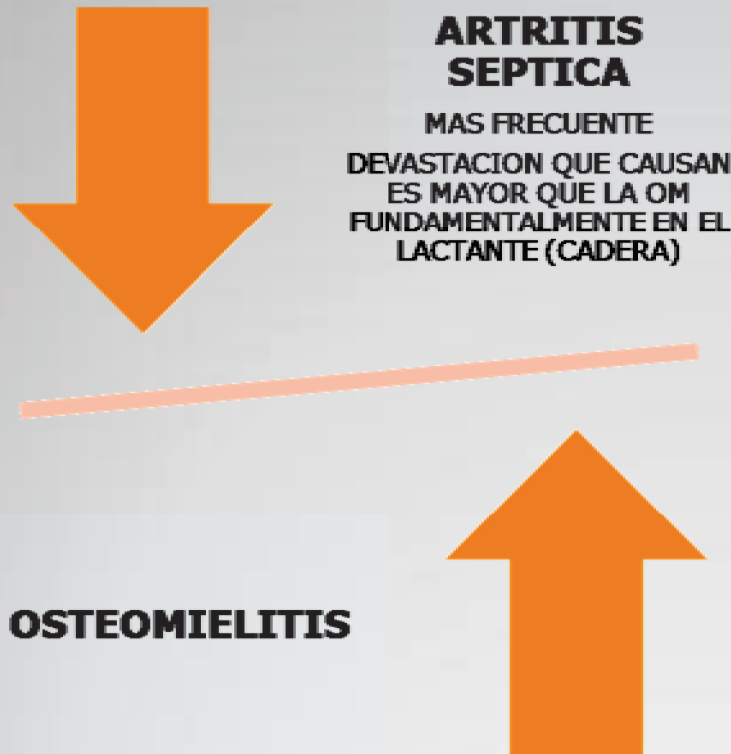 ARTRITIS
SEPTICA
MAS FRECUENTE
DEVASTACION QUE CAUSAN
ES MAYOR QUE LA OM
FUNDAMENTALMENTE EN EL
LACTANTE (CADERA)
OSTEOMIELITIS